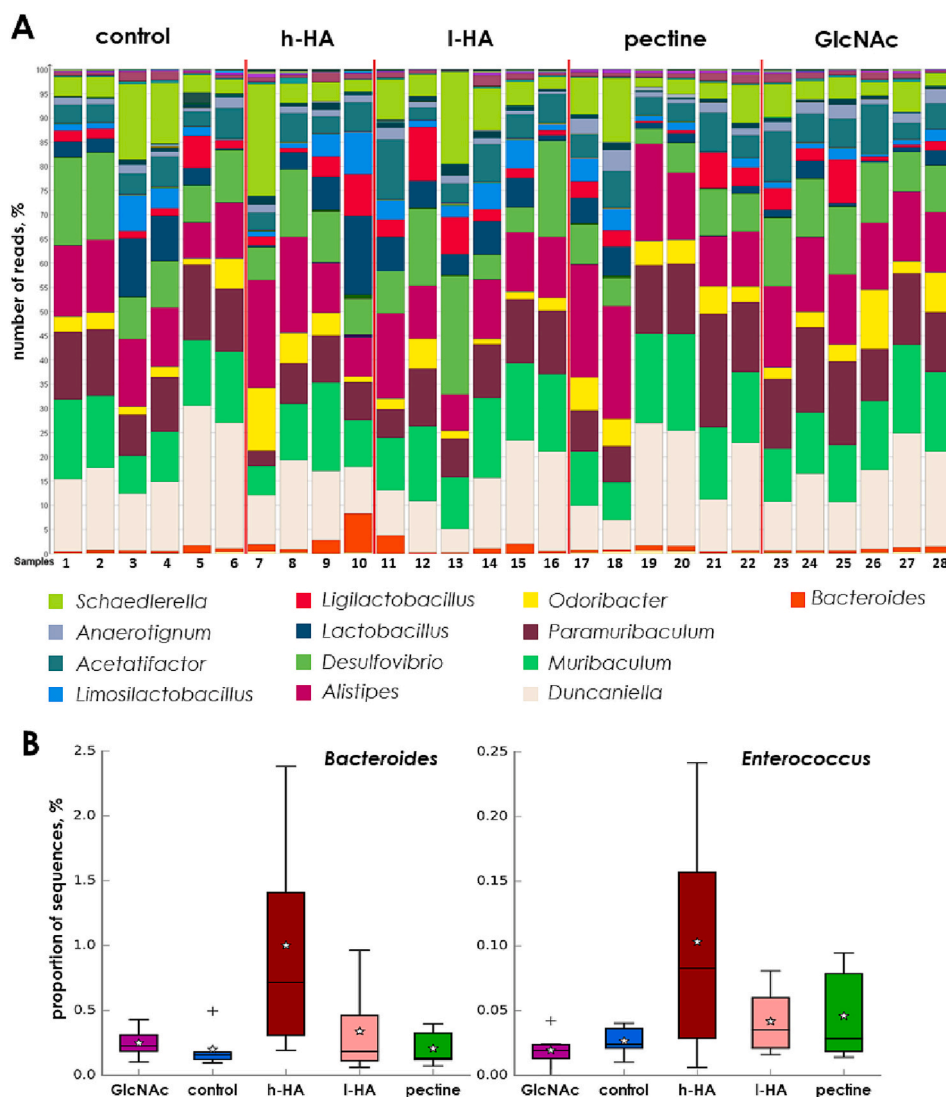 A
control h-HA l-HA pectine GlcNAc
number of reads, %
100
95
90
85
80
75
70
65
60
55
50
45
40
35
30
25
20
15
10
5
0
Samples 1 2 3 4 5 6 7 8 9 10 11 12 13 14 15 16 17 18 19 20 21 22 23 24 25 26 27 28
Schaedlerella Ligilactobacillus Odoribacter Bacteroides
Anaerotignum Lactobacillus Paramuribaculum
Acetatifactor Desulfovibrio Muribaculum
Limosilactobacillus Alistipes Duncaniella
B
Bacteroides
proportion of sequences, %
2.5
2.0
1.5
1.0
0.5
0.0
GlcNAc control h-HA l-HA pectine
Enterococcus
0.25
0.20
0.15
0.10
0.05
0.00
GlcNAc control h-HA l-HA pectine